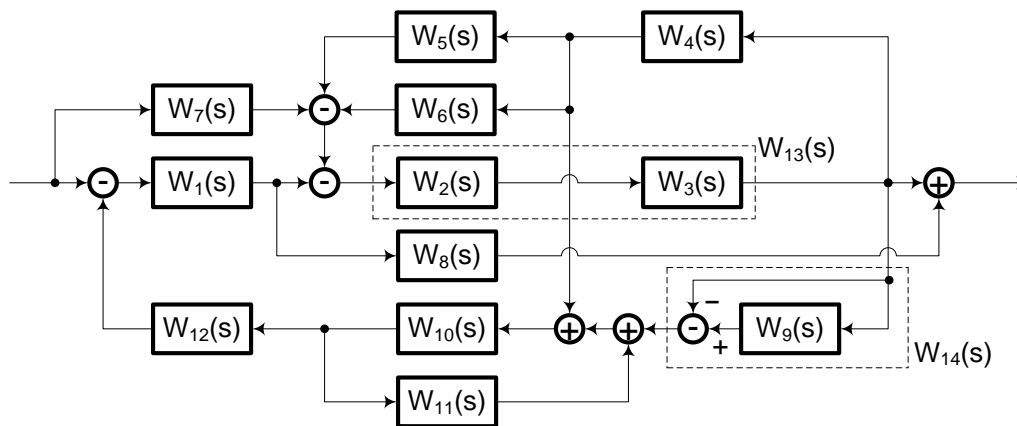 W₅(s) W₄(s)
- 
W₇(s) W₆(s)
W₁₃(s)
- W₁(s) - W₂(s) W₃(s) +
W₈(s)
−
W₁₂(s) W₁₀(s) + + - W₉(s)
+
W₁₄(s)
W₁₁(s)